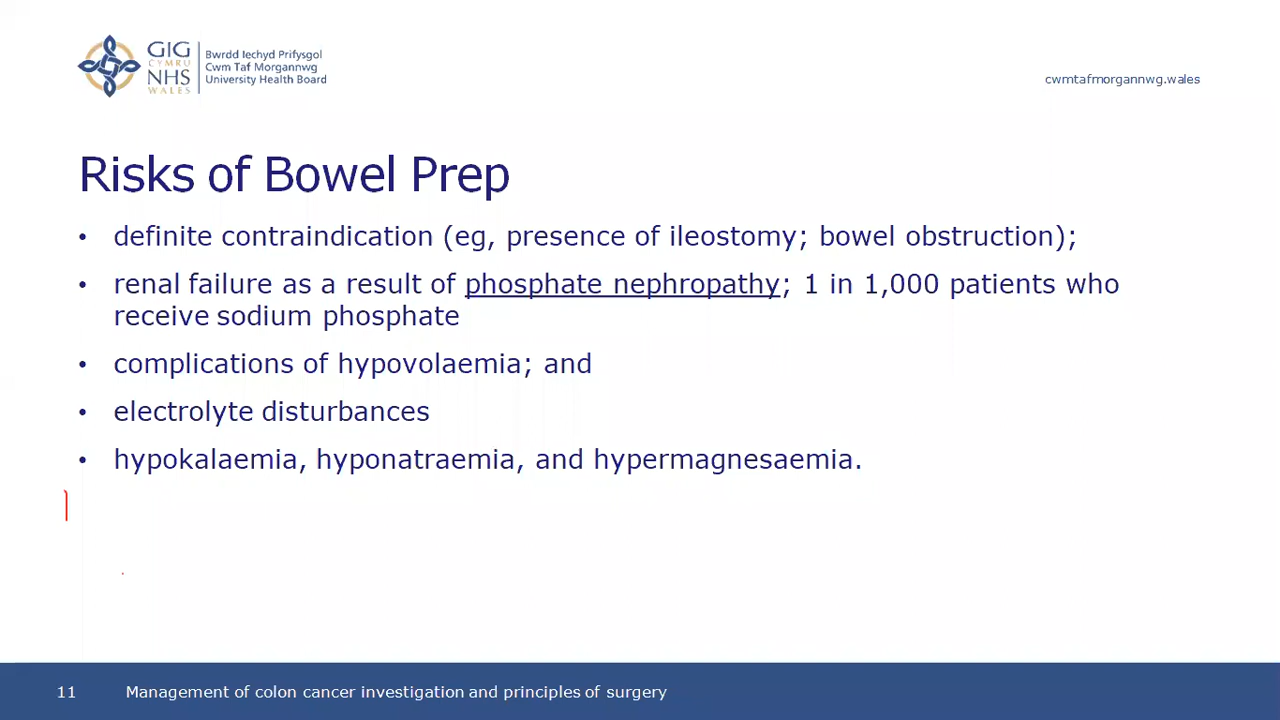 GIG
CYMRU
NHS
WALES
Bwrdd Iechyd Prifysgol
Cwm Taf Morgannwg
University Health Board
cwmtafmorgannwg.wales
Risks of Bowel Prep
• definite contraindication (eg, presence of ileostomy; bowel obstruction);
• renal failure as a result of phosphate nephropathy; 1 in 1,000 patients who
receive sodium phosphate
• complications of hypovolaemia; and
• electrolyte disturbances
• hypokalaemia, hyponatraemia, and hypermagnesaemia.
11 Management of colon cancer investigation and principles of surgery